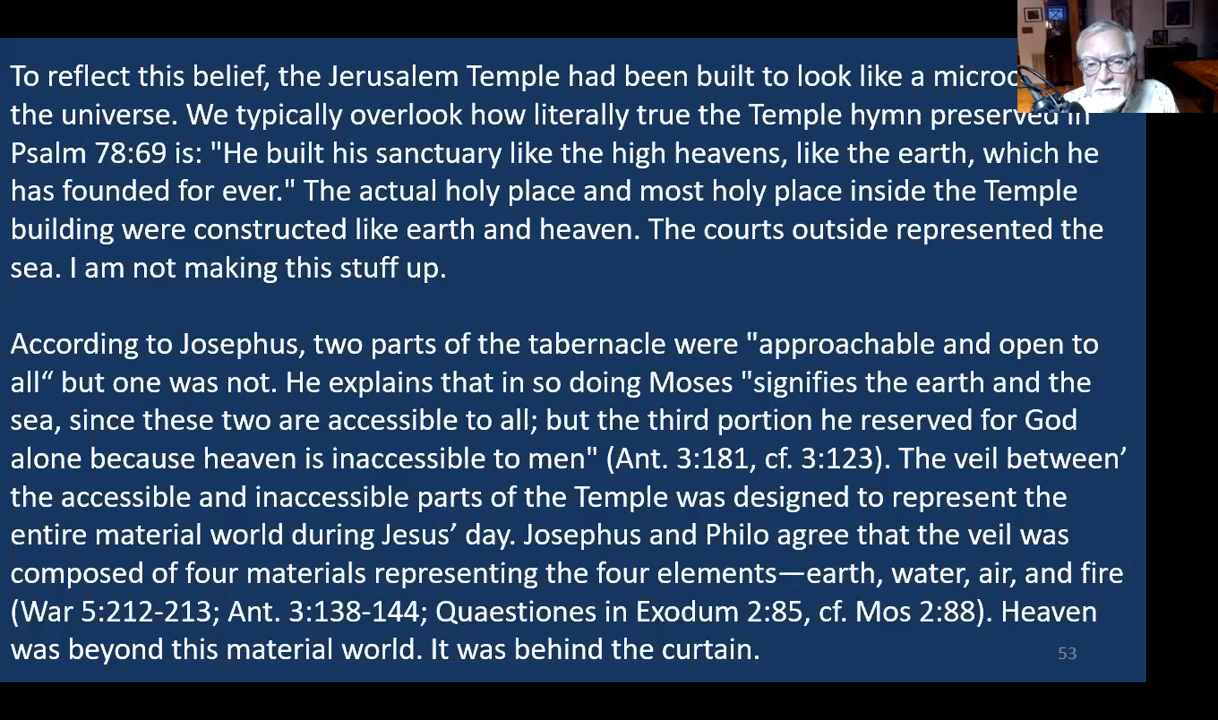 To reflect this belief, the Jerusalem Temple had been built to look like a
the universe. We typically overlook how literally true the Temple hymn preserved in
Psalm 78:69 is: "He built his sanctuary like the high heavens, like the earth, which he
has founded for ever." The actual holy place and most holy place inside the Temple
building were constructed like earth and heaven. The courts outside represented the
sea. I am not making this stuff up.
According to Josephus, two parts of the tabernacle were "approachable and open to
all“ but one was not. He explains that in so doing Moses "signifies the earth and the
sea, since these two are accessible to all; but the third portion he reserved for God
alone because heaven is inaccessible to men" (Ant. 3:181, cf. 3:123). The veil between’
the accessible and inaccessible parts of the Temple was designed to represent the
entire material world during Jesus’ day. Josephus and Philo agree that the veil was
composed of four materials representing the four elements—earth, water, air, and fire
(War 5:212-213; Ant. 3:138-144; Quaestiones in Exodum 2:85, cf. Mos 2:88). Heaven
was beyond this material world. It was behind the curtain.
53